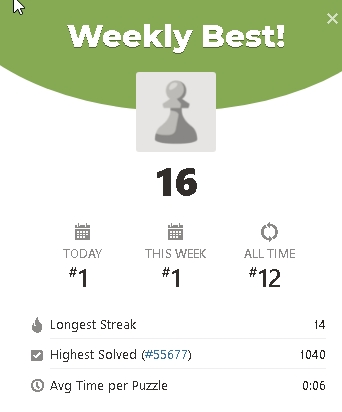 Weekly Best!
16
TODAY THIS WEEK ALL TIME
#1 #1 #12
Longest Streak 14
Highest Solved (#55677) 1040
Avg Time per Puzzle 0:06